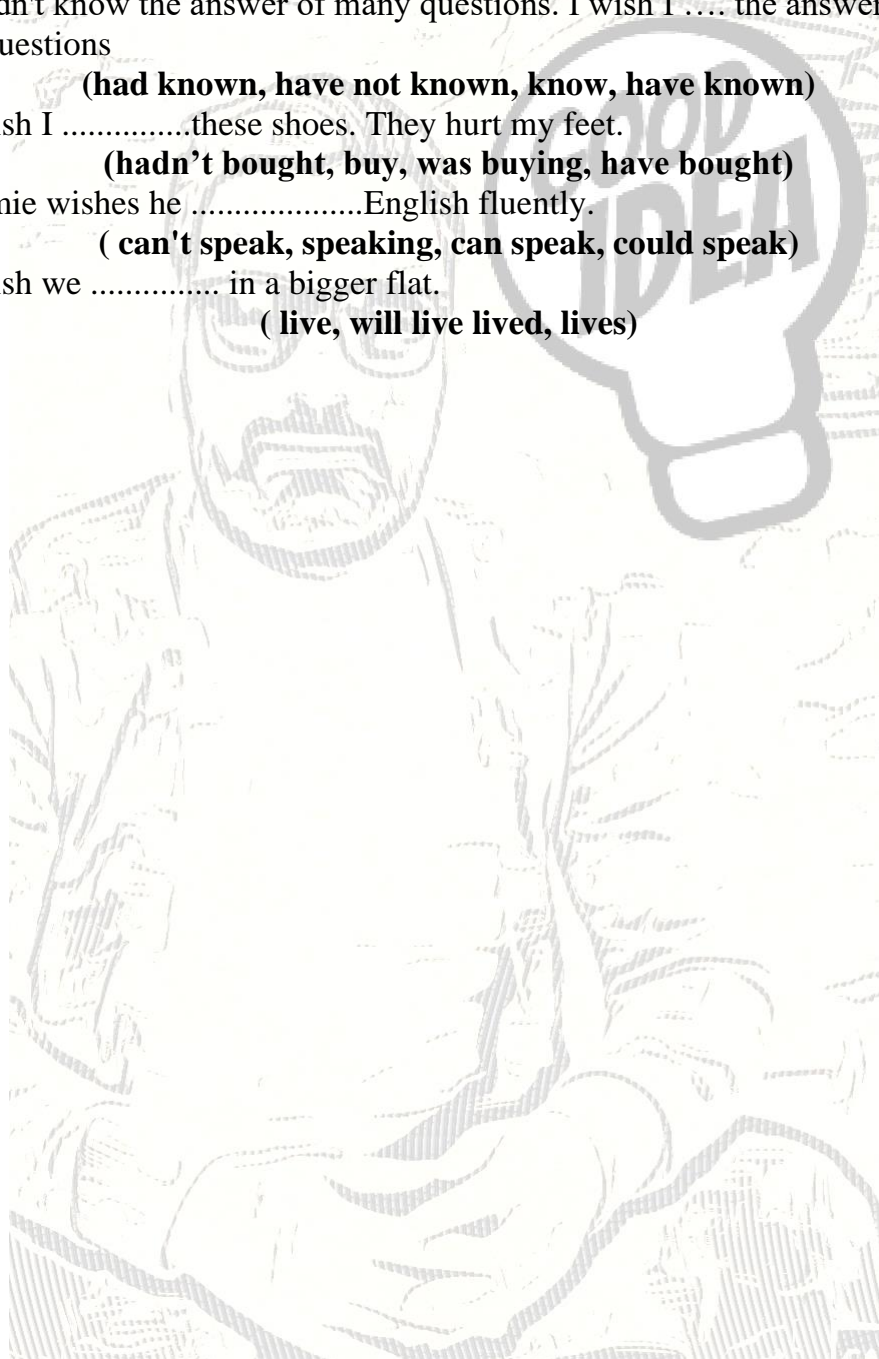 dn't know the answer of many questions. I wish I …. the answer
uestions
(had known, have not known, know, have known)
sh I ..............these shoes. They hurt my feet.
(hadn’t bought, buy, was buying, have bought)
mie wishes he ...................English fluently.
( can't speak, speaking, can speak, could speak)
sh we .............. in a bigger flat.
( live, will live lived, lives)
GOOD
IDEA